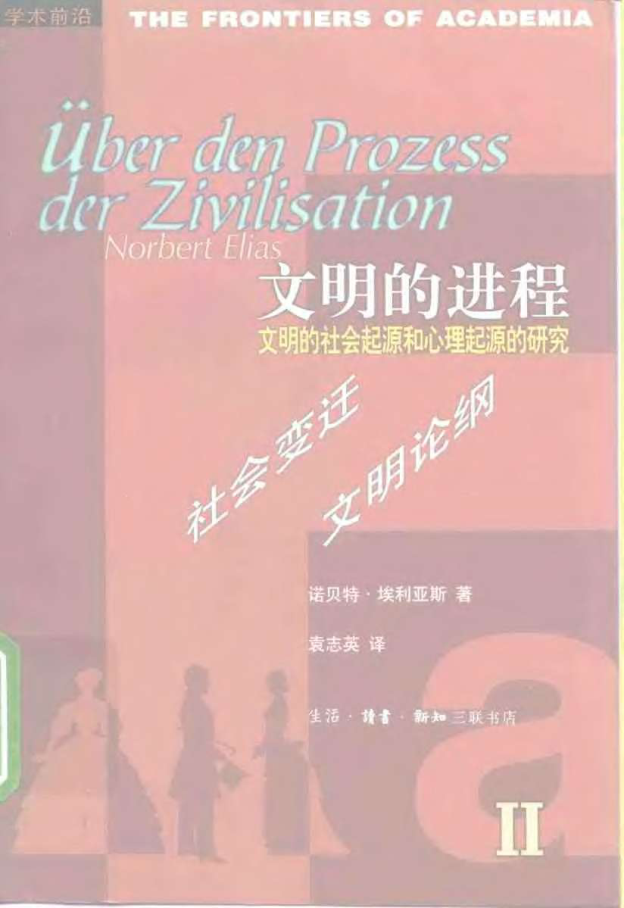 学术前沿 THE FRONTIERS OF ACADEMIA
Über den Prozess
der Zivilisation
Norbert Elias
文明的进程
文明的社会起源和心理起源的研究
社会变迁
文明论纲
诺贝特·埃利亚斯 著
袁志英 译
生活·讀書·新知三联书店
a
II